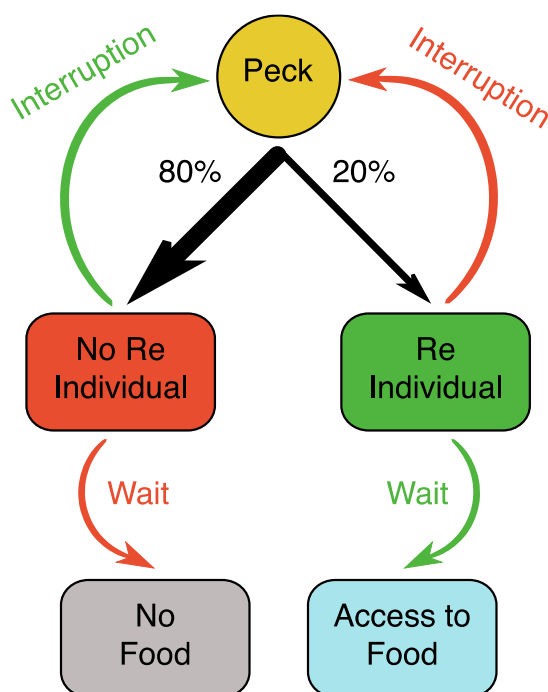 Interruption
Peck
Interruption
80%
20%
No Re
Individual
Re
Individual
Wait
Wait
No
Food
Access to
Food